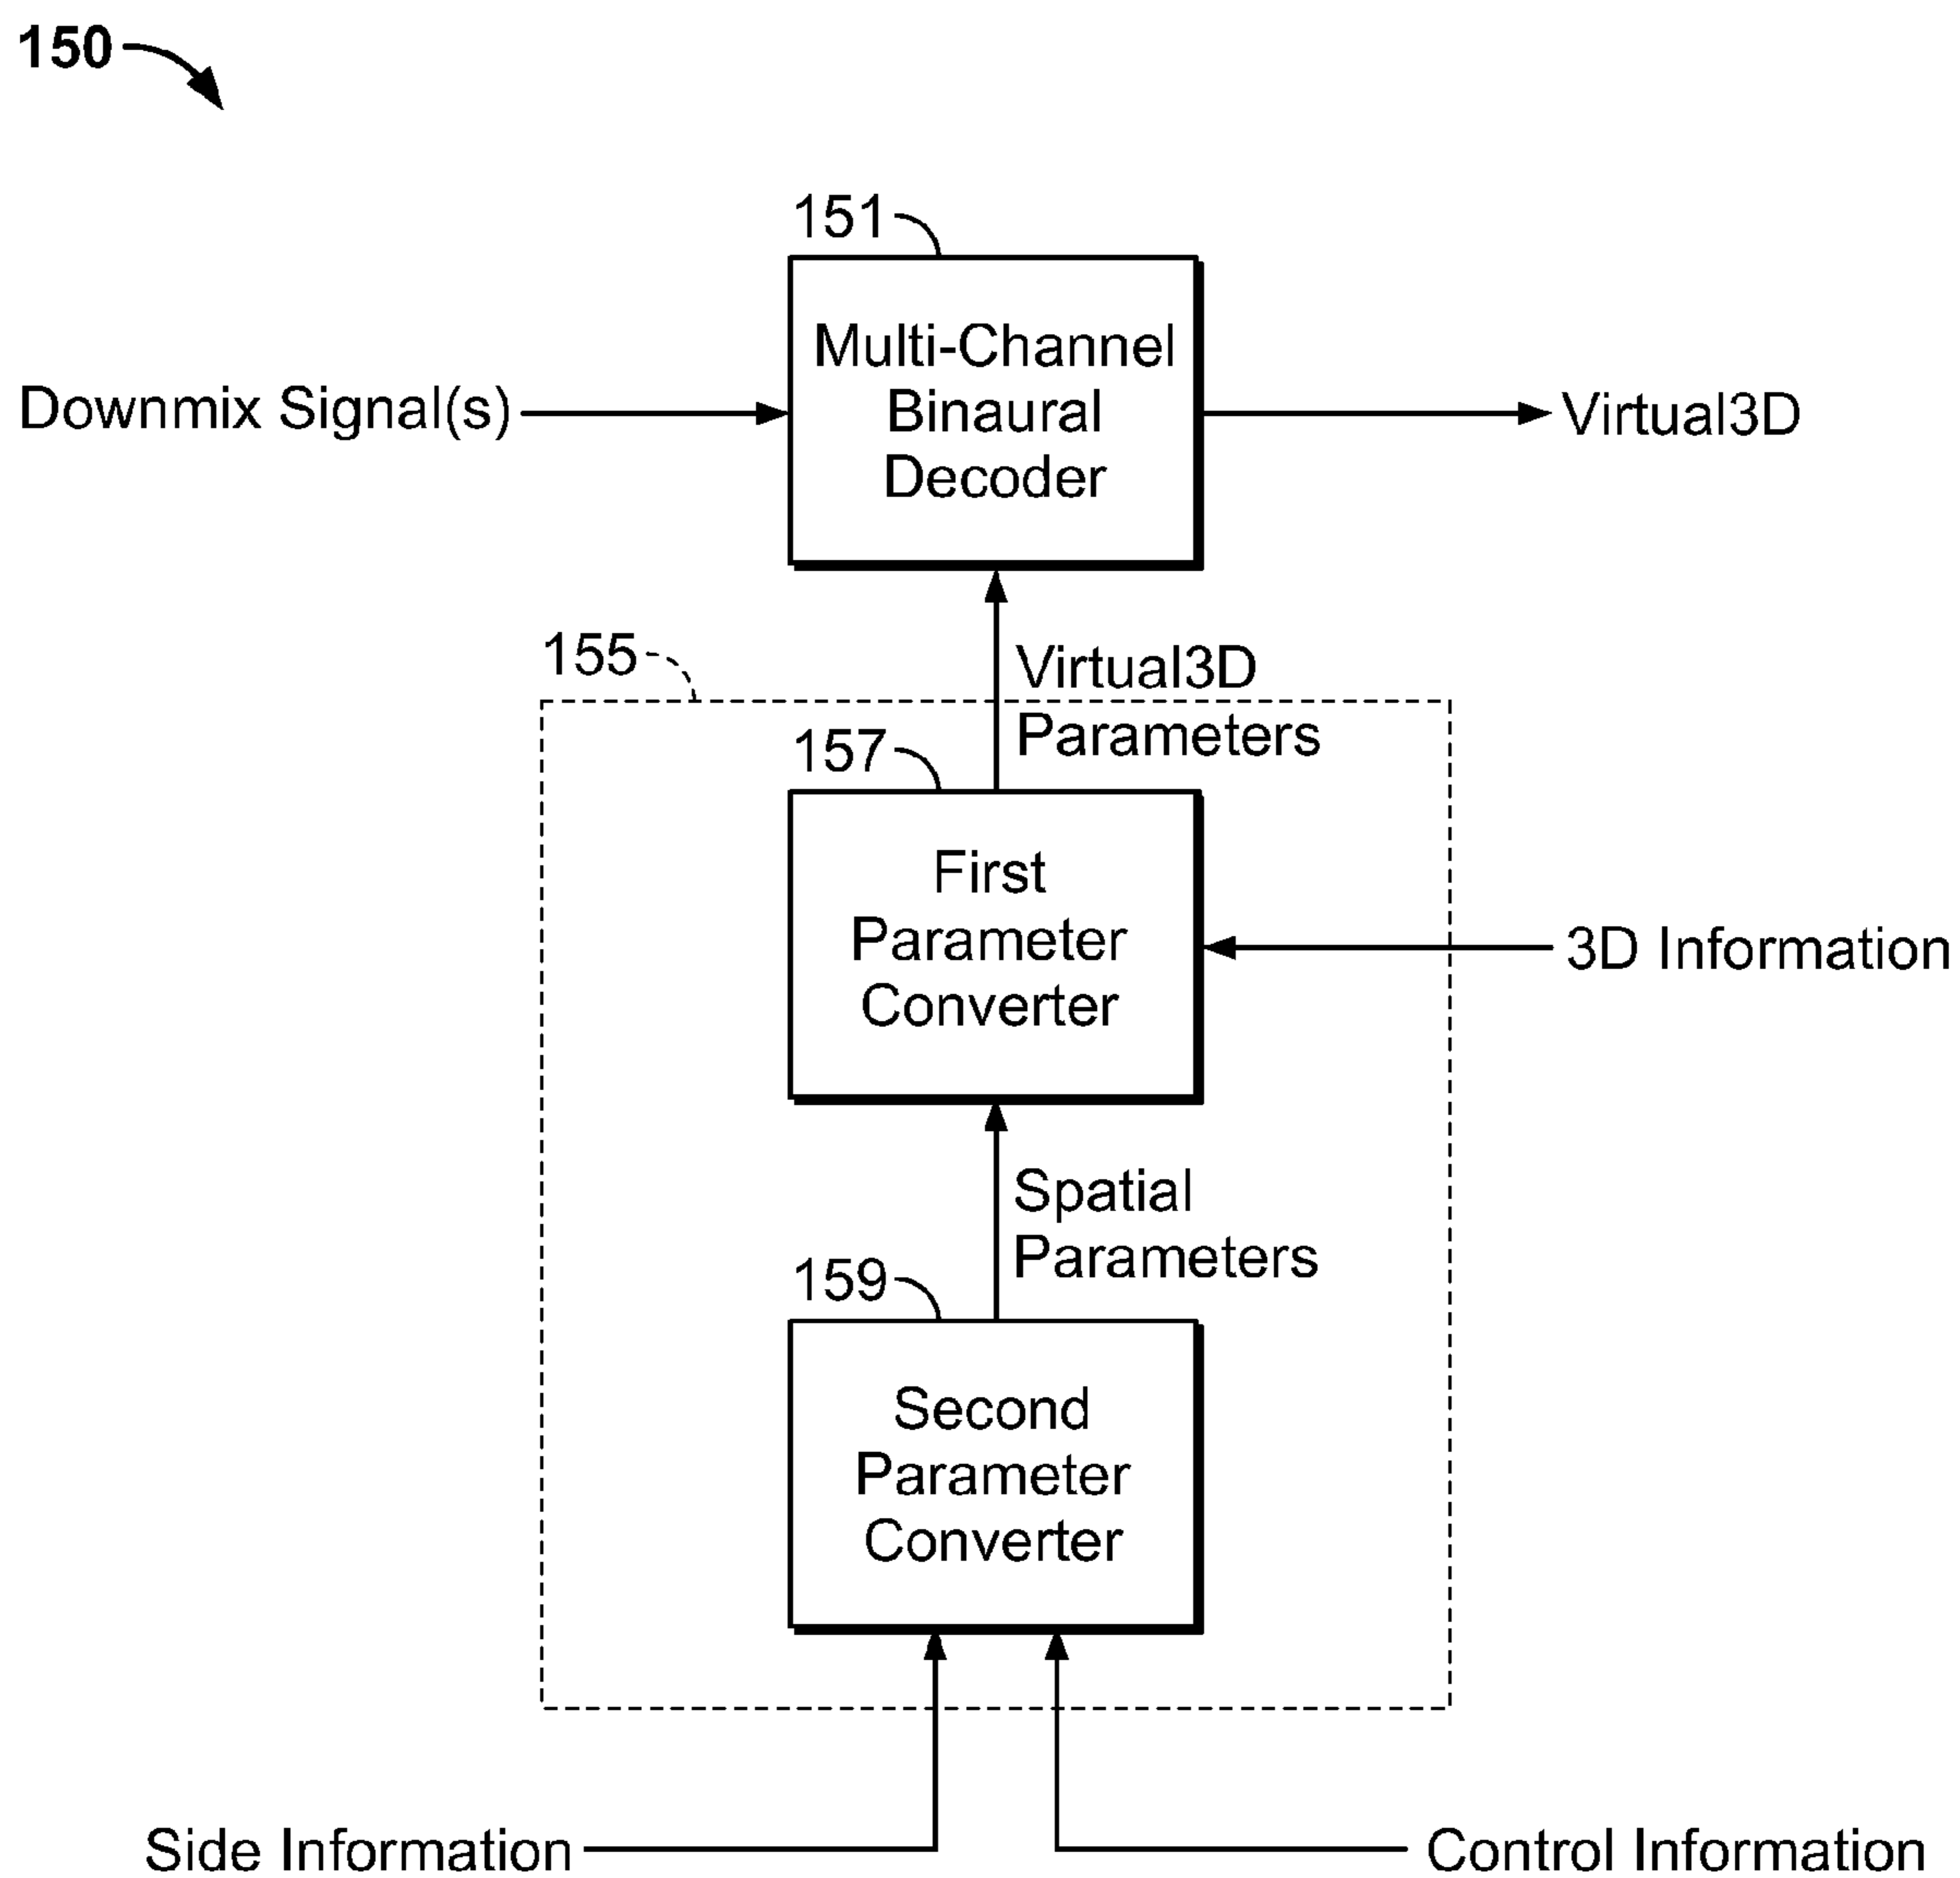 150
151
Multi-Channel
Binaural
Decoder
Downmix Signal(s)
Virtual3D
155
Virtual3D
Parameters
157
First
Parameter
Converter
3D Information
Spatial
Parameters
159
Second
Parameter
Converter
Side Information
Control Information